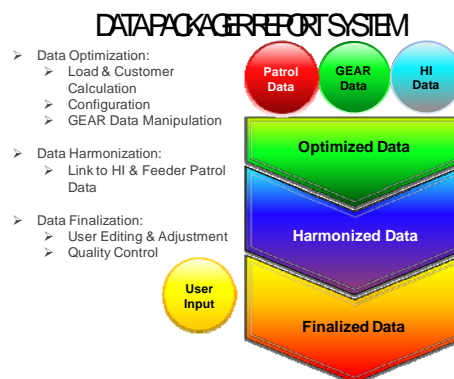 DATA PACKAGER REPORT SYSTEM
➢ Data Optimization:
➢ Load & Customer
Calculation
➢ Configuration
➢ GEAR Data Manipulation
➢ Data Harmonization:
➢ Link to HI & Feeder Patrol
Data
➢ Data Finalization:
➢ User Editing & Adjustment
➢ Quality Control
Patrol
Data
GEAR
Data
HI
Data
Optimized Data
Harmonized Data
User
Input
Finalized Data